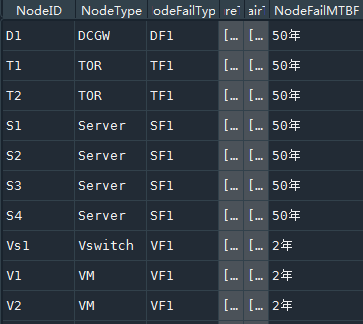 NodeID NodeType odeFailTyp re air NodeFailMTBF
D1 DCGW DF1 [… [… 50年
T1 TOR TF1 [… [… 50年
T2 TOR TF1 [… [… 50年
S1 Server SF1 [… [… 50年
S2 Server SF1 [… [… 50年
S3 Server SF1 [… [… 50年
S4 Server SF1 [… [… 50年
Vs1 Vswitch VF1 [… [… 2年
V1 VM VF1 [… [… 2年
V2 VM VF1 [… [… 2年